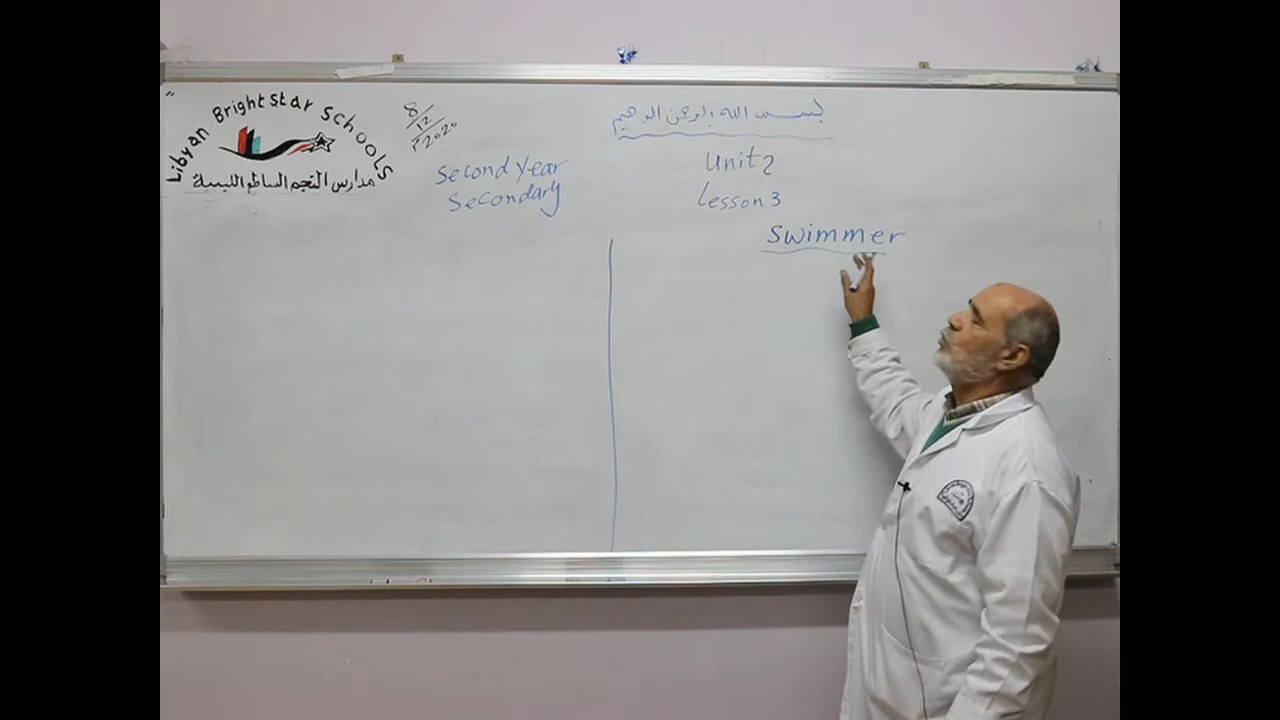 Libyan Bright star Schools
مدارس النجم الساطع الليبية
8/12/2020
بسم الله الرحمن الرحيم
Second Year
Secondary
Unit 2
Lesson 3
Swimmer